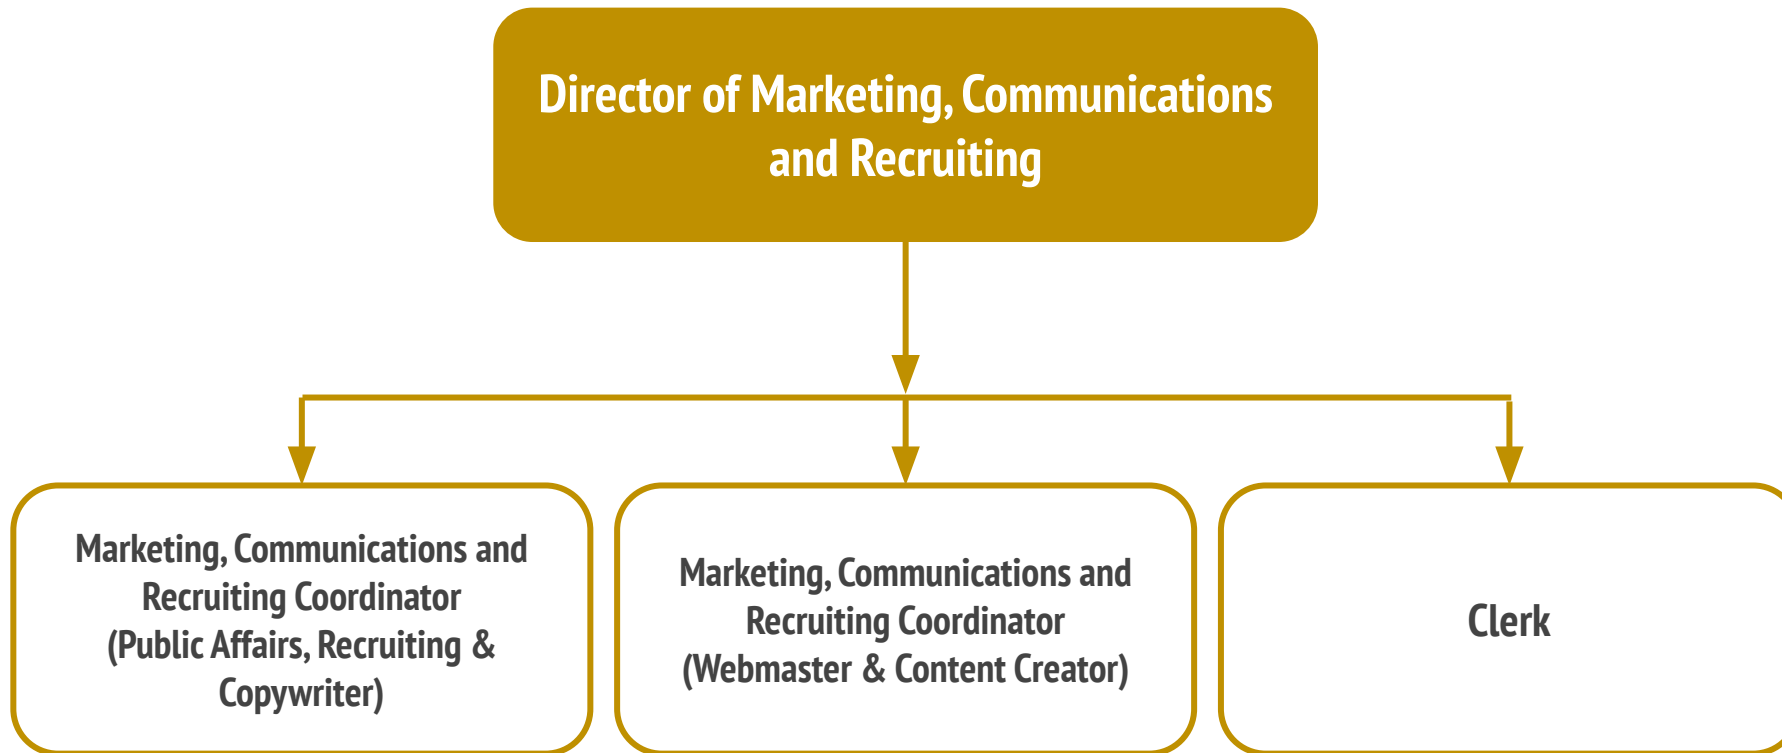 Director of Marketing, Communications
and Recruiting
Marketing, Communications and
Recruiting Coordinator
(Public Affairs, Recruiting &
Copywriter)
Marketing, Communications and
Recruiting Coordinator
(Webmaster & Content Creator)
Clerk